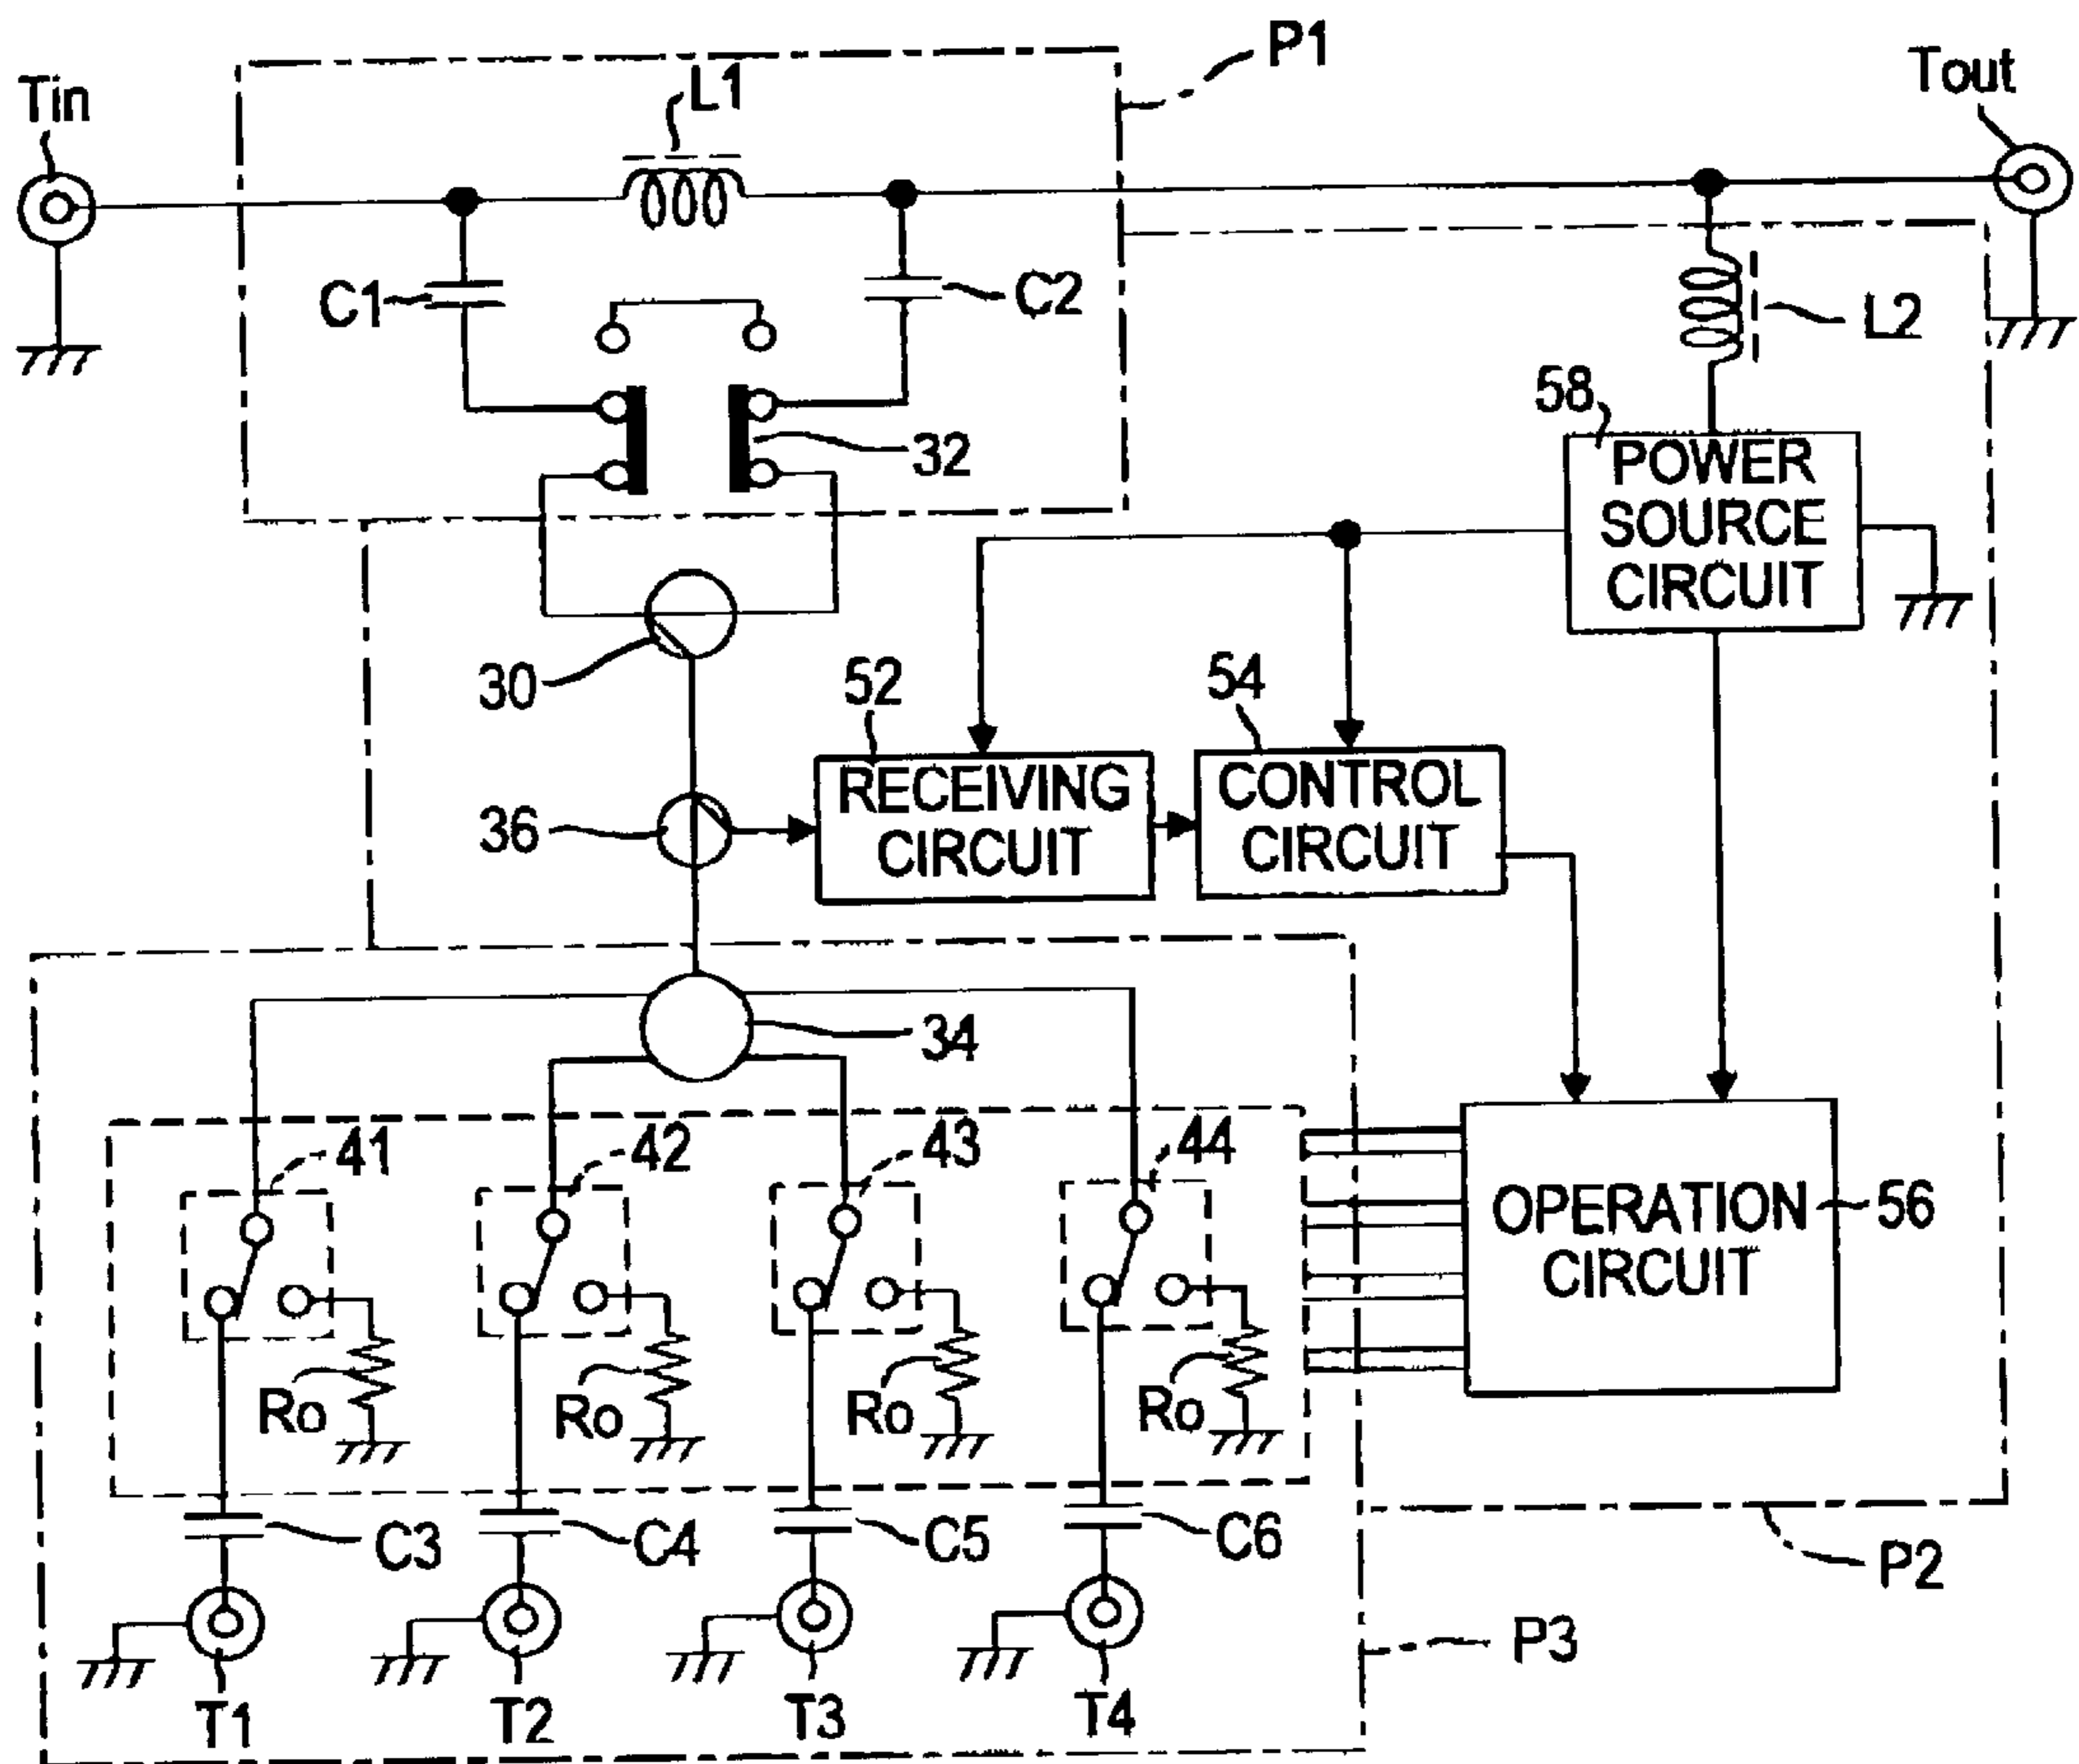 P1
Tout
Tin
L1
C1
C2
L2
58
POWER
SOURCE
CIRCUIT
32
30
52
54
RECEIVING
CIRCUIT
CONTROL
CIRCUIT
36
34
41
42
43
44
OPERATION
CIRCUIT
56
Ro
Ro
Ro
Ro
C3
C4
C5
C6
P2
P3
T1
T2
T3
T4